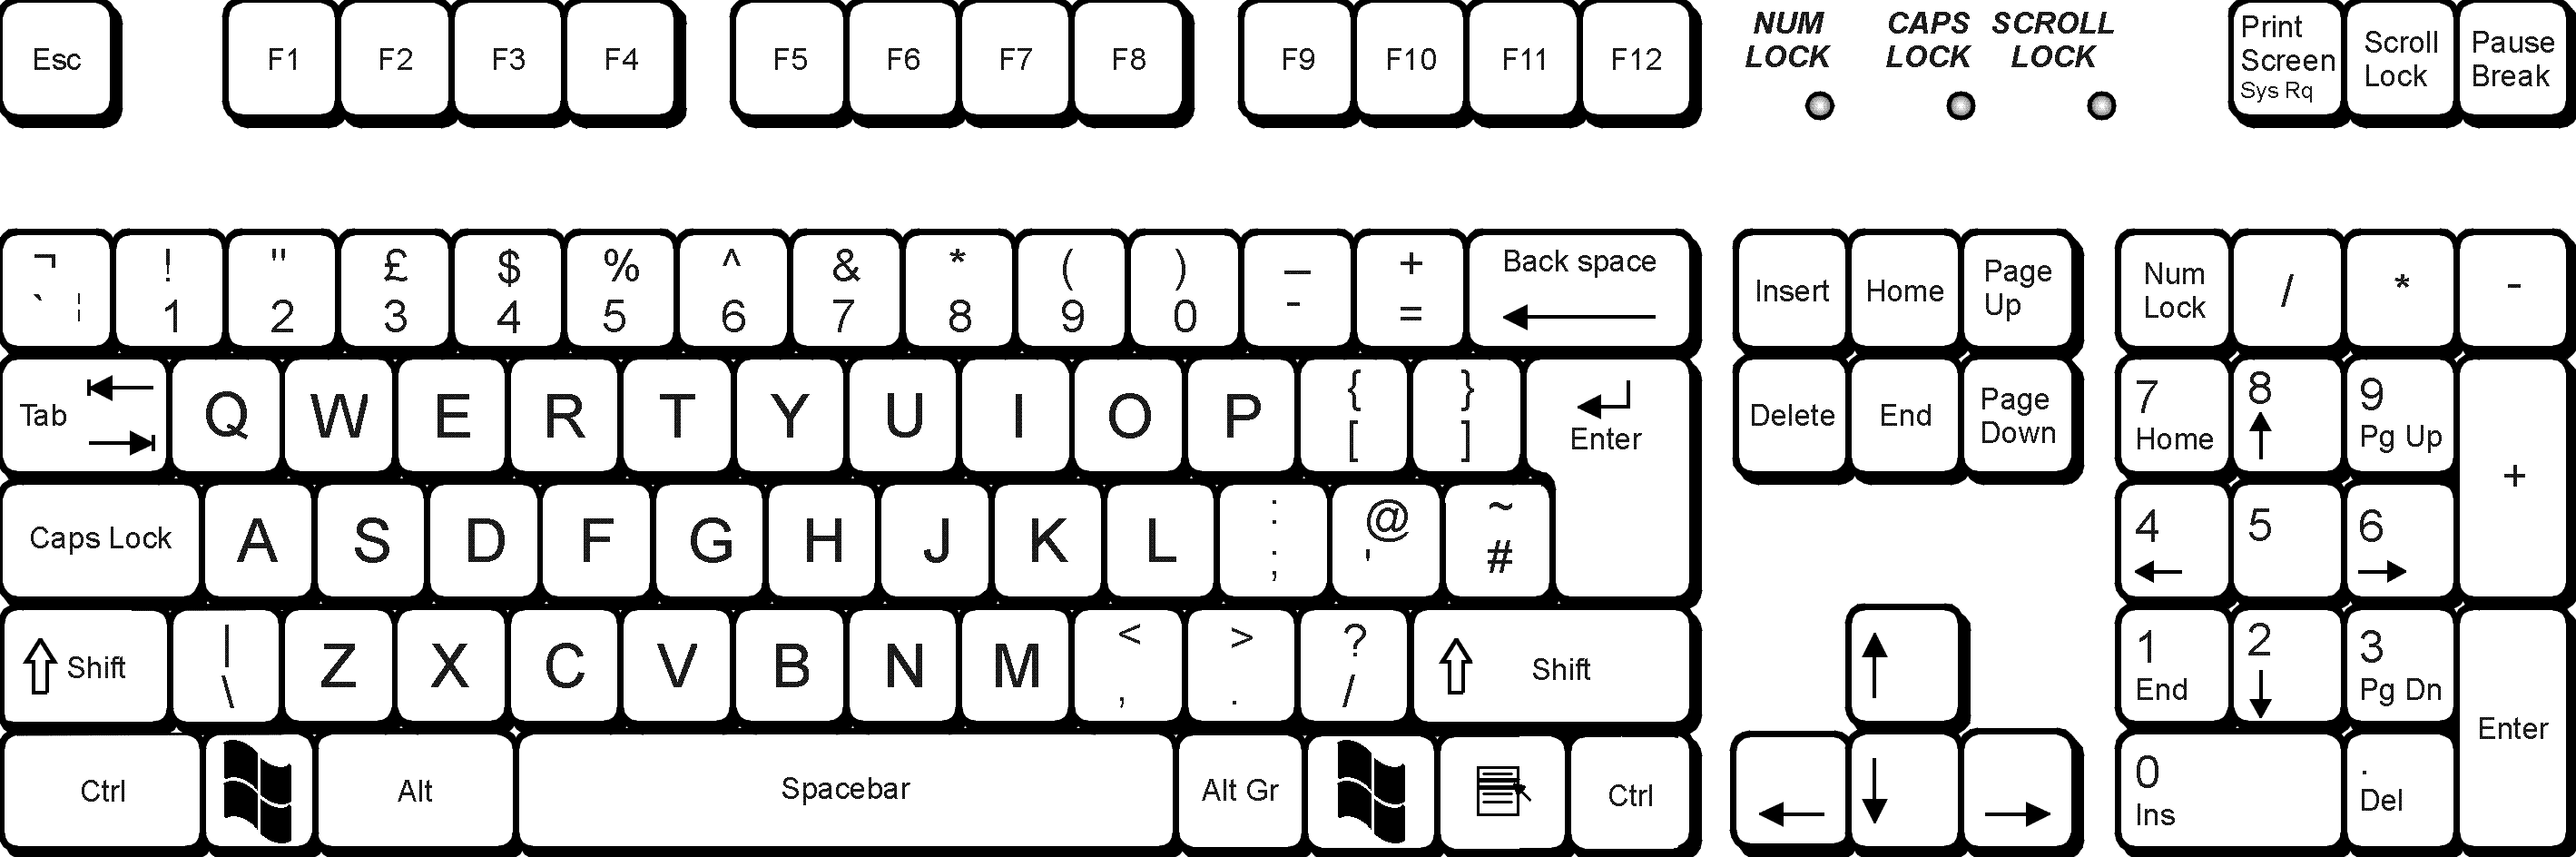 Esc F1 F2 F3 F4 F5 F6 F7 F8 F9 F10 F11 F12
NUM LOCK
CAPS LOCK
SCROLL LOCK
Print Screen Sys Rq
Scroll Lock
Pause Break
¬ ` ¦
! 1
" 2
£ 3
$ 4
% 5
^ 6
& 7
* 8
( 9
) 0
_ -
+ =
Back space
Insert Home Page Up
Num Lock / * -
Tab Q W E R T Y U I O P
{ [
} ]
Enter
Delete End Page Down
7 Home
8
9 Pg Up
+
Caps Lock A S D F G H J K L
: ;
@ '
~ #
4 5 6
Shift
| \
Z X C V B N M
< ,
> .
? /
Shift
1 End
2
3 Pg Dn
Enter
Ctrl Alt Spacebar Alt Gr Ctrl
0 Ins
. Del